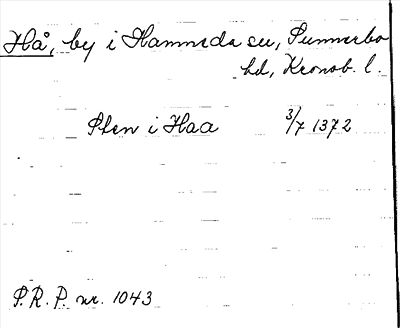 Hå, by i Hamneda sn, Sunnerbo
hd, Kronob. l.
Sten i Haa 3/7 1372
P.R.P. nr. 1043